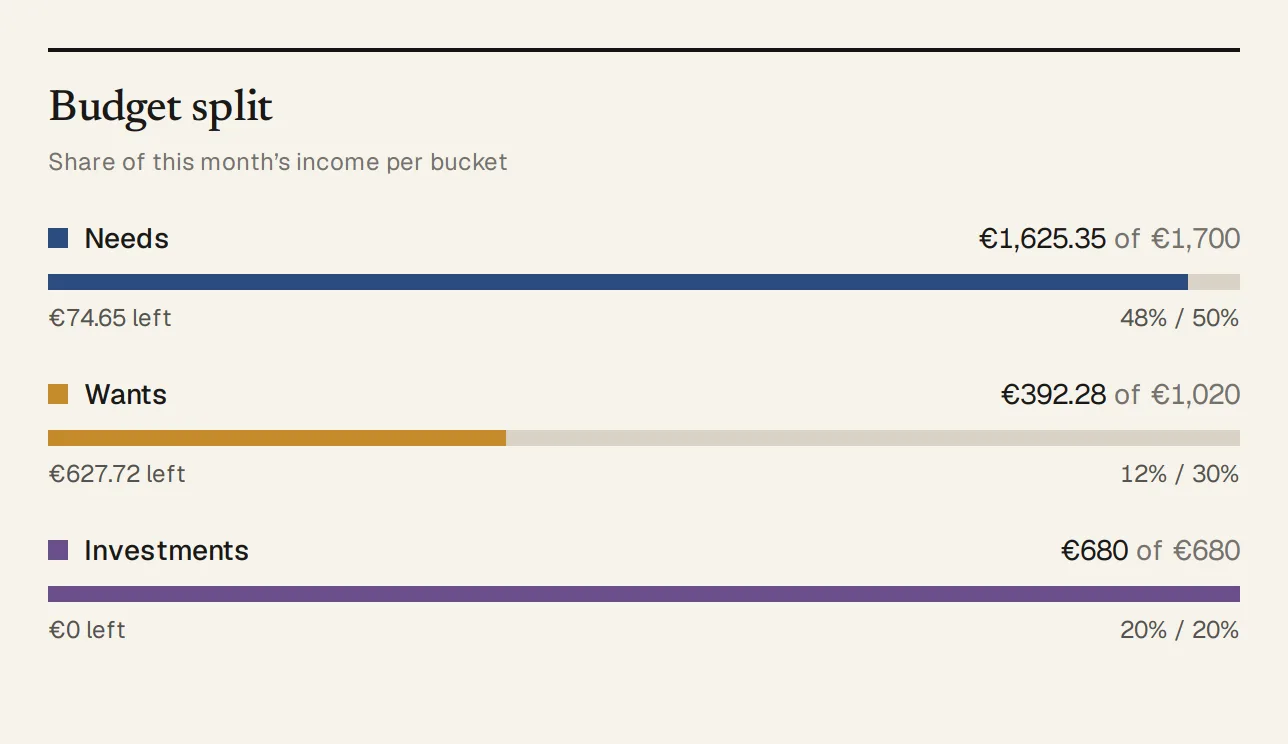 Budget split
Share of this month’s income per bucket
Needs €1,625.35 of €1,700
€74.65 left 48% / 50%
Wants €392.28 of €1,020
€627.72 left 12% / 30%
Investments €680 of €680
€0 left 20% / 20%